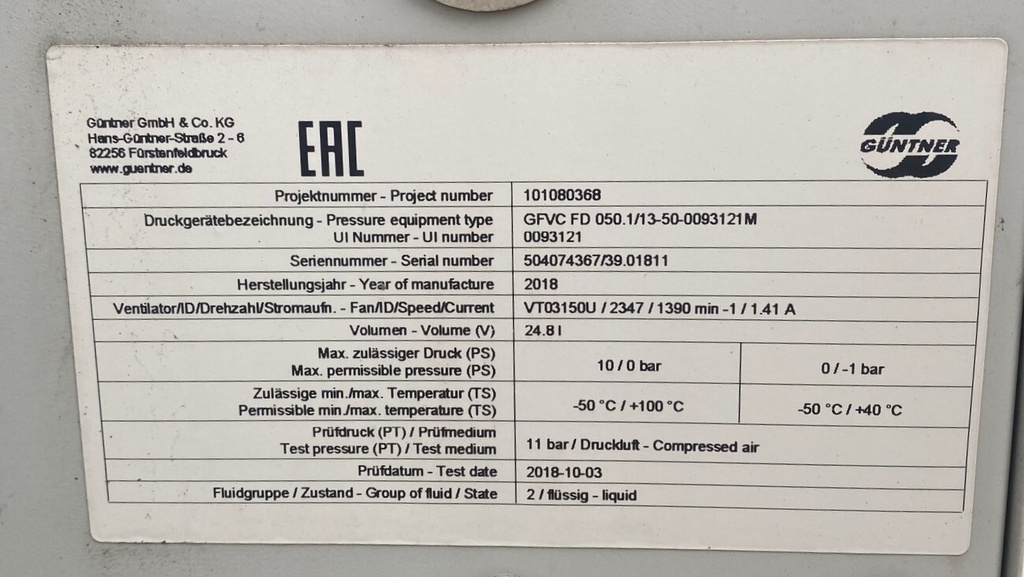 Güntner GmbH & Co. KG
Hans-Güntner-Straße 2 - 6
82256 Fürstenfeldbruck
www.guentner.de
EAC
GÜNTNER
Projektnummer - Project number 101080368
Druckgerätebezeichnung - Pressure equipment type GFVC FD 050.1/13-50-0093121M
UI Nummer - UI number 0093121
Seriennummer - Serial number 504074367/39.01811
Herstellungsjahr - Year of manufacture 2018
Ventilator/ID/Drehzahl/Stromaufn. - Fan/ID/Speed/Current VT03150U / 2347 / 1390 min -1 / 1.41 A
Volumen - Volume (V) 24.8 l
Max. zulässiger Druck (PS)
Max. permissible pressure (PS) 10 / 0 bar 0 / -1 bar
Zulässige min./max. Temperatur (TS)
Permissible min./max. temperature (TS) -50 °C / +100 °C -50 °C / +40 °C
Prüfdruck (PT) / Prüfmedium
Test pressure (PT) / Test medium 11 bar / Druckluft - Compressed air
Prüfdatum - Test date 2018-10-03
Fluidgruppe / Zustand - Group of fluid / State 2 / flüssig - liquid